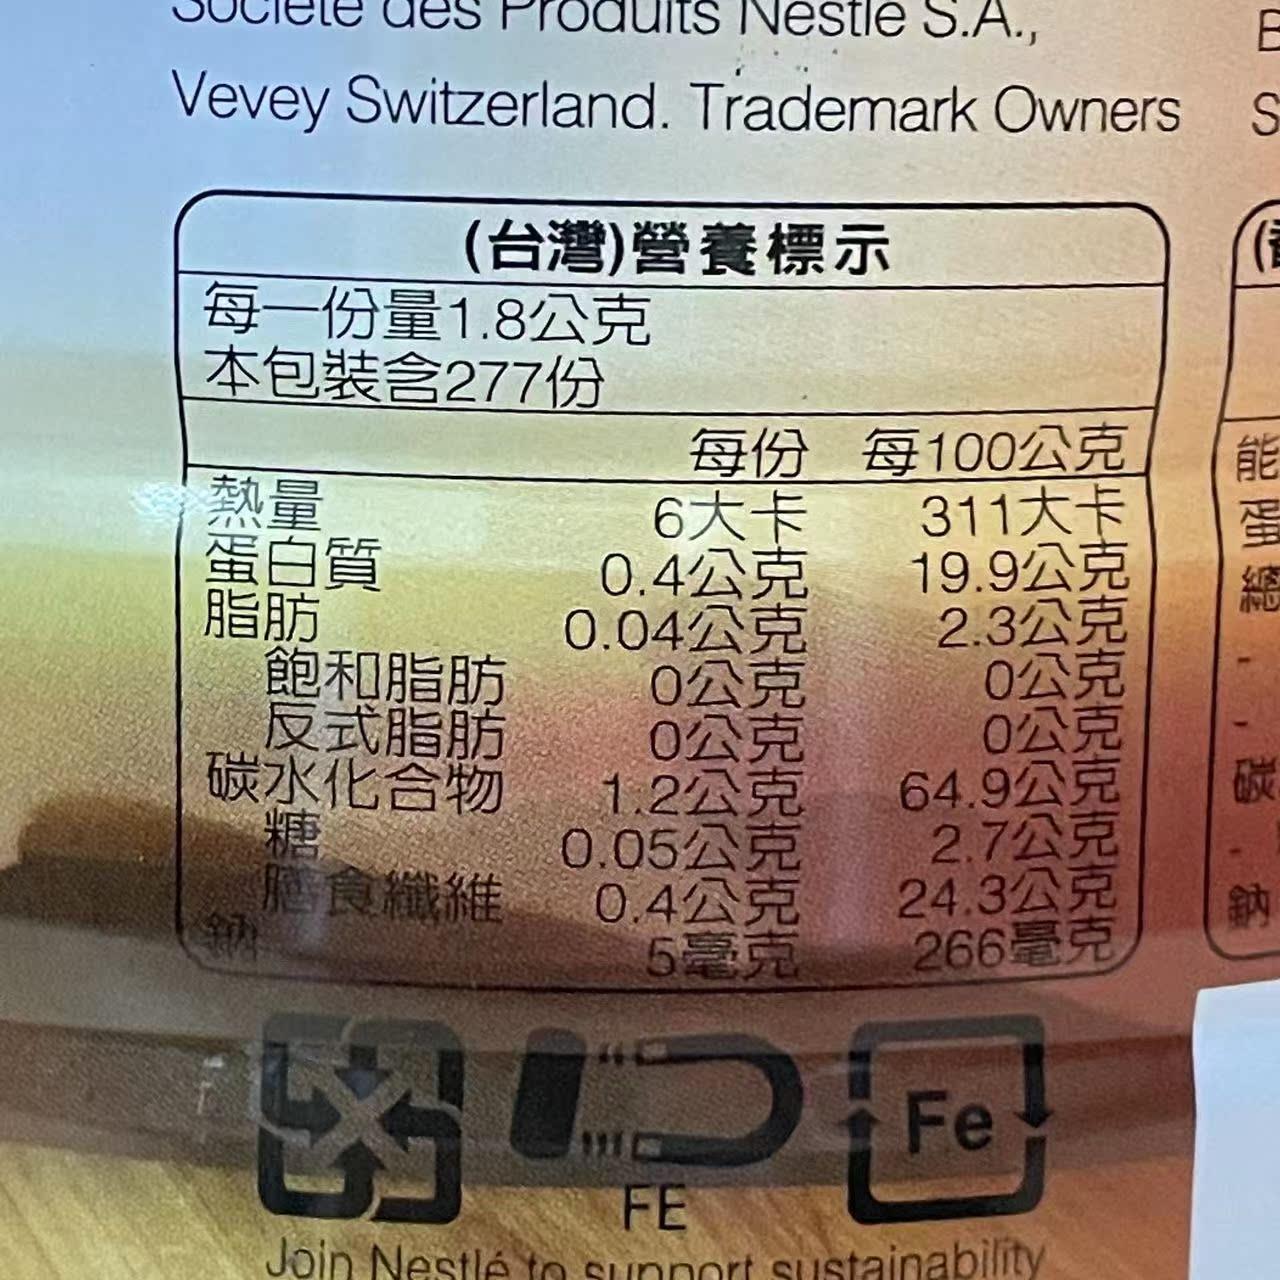 Société des Produits Nestlé S.A.,
Vevey Switzerland. Trademark Owners
(台灣)營養標示
每一份量1.8公克
本包裝含277份
每份 每100公克
熱量 6大卡 311大卡
蛋白質 0.4公克 19.9公克
脂肪 0.04公克 2.3公克
飽和脂肪 0公克 0公克
反式脂肪 0公克 0公克
碳水化合物 1.2公克 64.9公克
糖 0.05公克 2.7公克
膳食纖維 0.4公克 24.3公克
鈉 5毫克 266毫克
能
蛋
總
-
-
碳
-
鈉
Fe
FE
Join Nestlé to support sustainability